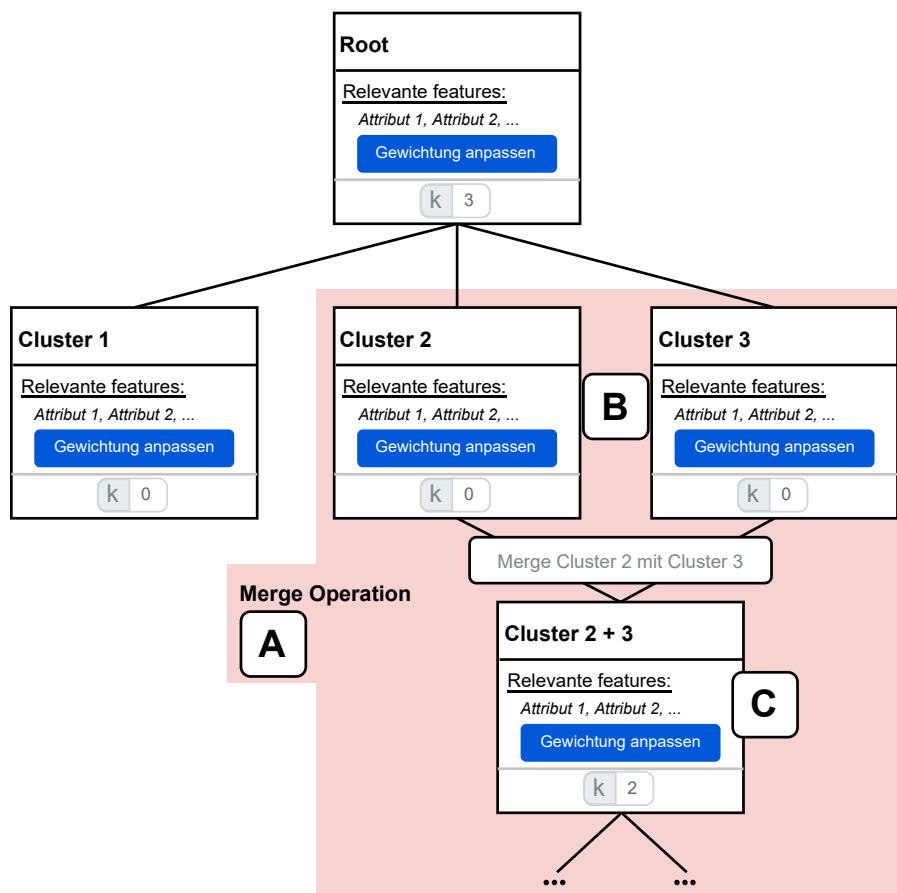 Root
Relevante features:
Attribut 1, Attribut 2, ...
Gewichtung anpassen
k 3
Cluster 1
Relevante features:
Attribut 1, Attribut 2, ...
Gewichtung anpassen
k 0
Cluster 2
Relevante features:
Attribut 1, Attribut 2, ...
Gewichtung anpassen
k 0
B
Cluster 3
Relevante features:
Attribut 1, Attribut 2, ...
Gewichtung anpassen
k 0
Merge Cluster 2 mit Cluster 3
Merge Operation
A
Cluster 2 + 3
Relevante features:
Attribut 1, Attribut 2, ...
Gewichtung anpassen
k 2
C
... ...